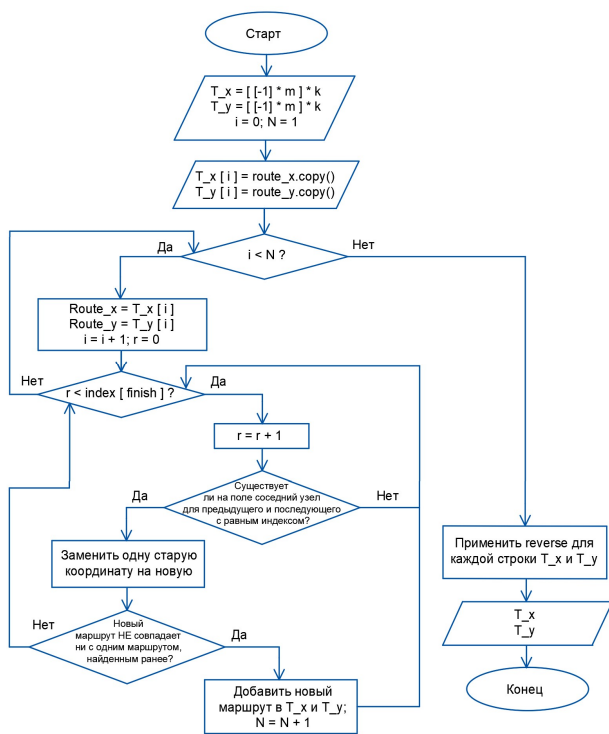 Старт
T_x = [ [-1] * m ] * k
T_y = [ [-1] * m ] * k
i = 0; N = 1
T_x [ i ] = route_x.copy()
T_y [ i ] = route_y.copy()
Да
i < N ?
Нет
Route_x = T_x [ i ]
Route_y = T_y [ i ]
i = i + 1; r = 0
Нет
r < index [ finish ] ?
Да
r = r + 1
Да
Существует
ли на поле соседний узел
для предыдущего и последующего
с равным индексом?
Нет
Заменить одну старую
координату на новую
Применить reverse для
каждой строки T_x и T_y
Нет
Новый
маршрут НЕ совпадает
ни с одним маршрутом,
найденным ранее?
Да
T_x
T_y
Добавить новый
маршрут в T_x и T_y;
N = N + 1
Конец